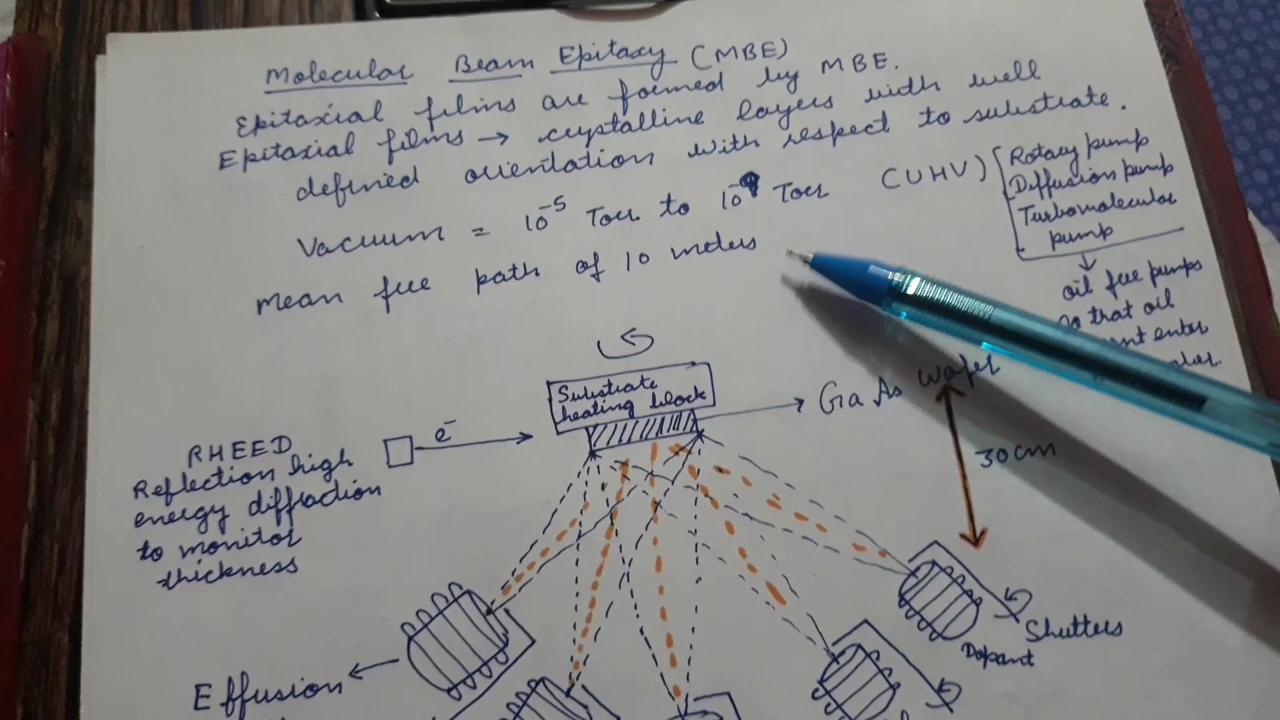 Molecular Beam Epitaxy (MBE)
Epitaxial films are formed by MBE.
Epitaxial films → crystalline layers with well
defined orientation with respect to substrate.
Vacuum = 10⁻⁵ Torr to 10⁻⁹ Torr (UHV)
Rotary pump
Diffusion pump
Turbomolecular
pump
Mean free path of 10 meters
oil free pumps
so that oil
enter
Substrate
heating block
GaAs wafer
30cm
e⁻
RHEED
Reflection high
energy diffraction
to monitor
thickness
Shutters
Dopant
Effusion